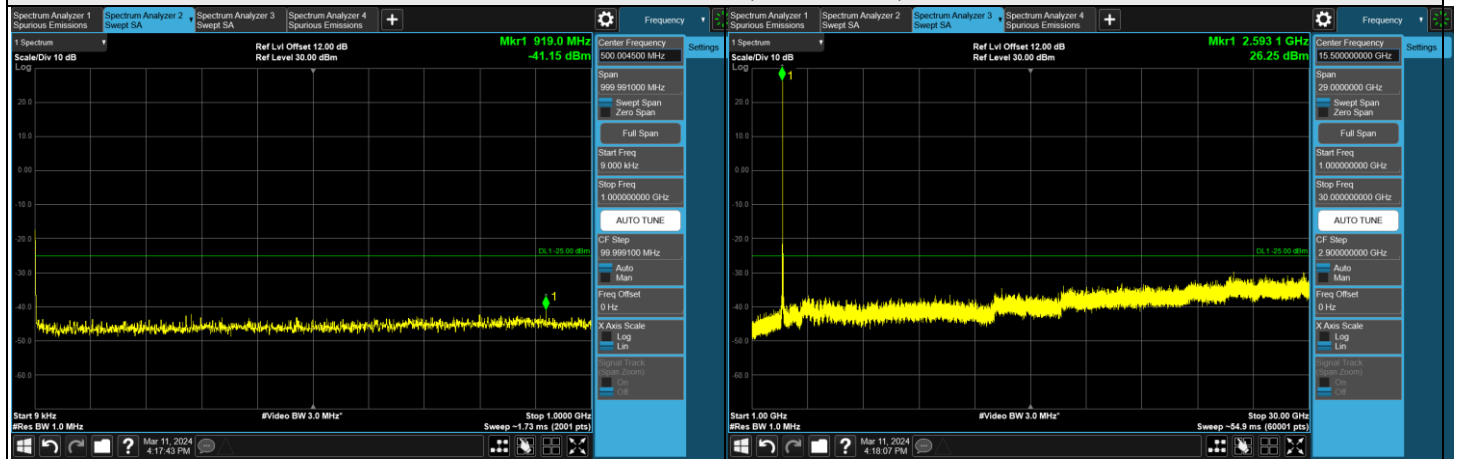 Spectrum Analyzer 1
Spurious Emissions
Spectrum Analyzer 2
Swept SA
Spectrum Analyzer 3
Swept SA
Spectrum Analyzer 4
Spurious Emissions
Frequency
1 Spectrum
Scale/Div 10 dB
Log
Ref Lvl Offset 12.00 dB
Ref Level 30.00 dBm
Mkr1 919.0 MHz
-41.15 dBm
20.0
10.0
0.00
-10.0
-20.0
-30.0
-40.0
-50.0
-60.0
DL1 -25.00 dBm
1
Start 9 kHz
#Res BW 1.0 MHz
#Video BW 3.0 MHz*
Stop 1.0000 GHz
Sweep ~1.73 ms (2001 pts)
Center Frequency
500.004500 MHz
Settings
Span
999.991000 MHz
Swept Span
Zero Span
Full Span
Start Freq
9.000 kHz
Stop Freq
1.000000000 GHz
AUTO TUNE
CF Step
99.999100 MHz
Auto
Man
Freq Offset
0 Hz
X Axis Scale
Log
Lin
Signal Track
(Span Zoom)
On
Off
?
Mar 11, 2024
4:17:43 PM
Spectrum Analyzer 1
Spurious Emissions
Spectrum Analyzer 2
Swept SA
Spectrum Analyzer 3
Swept SA
Spectrum Analyzer 4
Spurious Emissions
Frequency
1 Spectrum
Scale/Div 10 dB
Log
Ref Lvl Offset 12.00 dB
Ref Level 30.00 dBm
Mkr1 2.593 1 GHz
26.25 dBm
1
20.0
10.0
0.00
-10.0
-20.0
-30.0
-40.0
-50.0
-60.0
DL1 -25.00 dBm
Start 1.00 GHz
#Res BW 1.0 MHz
#Video BW 3.0 MHz*
Stop 30.00 GHz
Sweep ~54.9 ms (60001 pts)
Center Frequency
15.500000000 GHz
Settings
Span
29.0000000 GHz
Swept Span
Zero Span
Full Span
Start Freq
1.000000000 GHz
Stop Freq
30.000000000 GHz
AUTO TUNE
CF Step
2.900000000 GHz
Auto
Man
Freq Offset
0 Hz
X Axis Scale
Log
Lin
Signal Track
(Span Zoom)
On
Off
?
Mar 11, 2024
4:18:07 PM